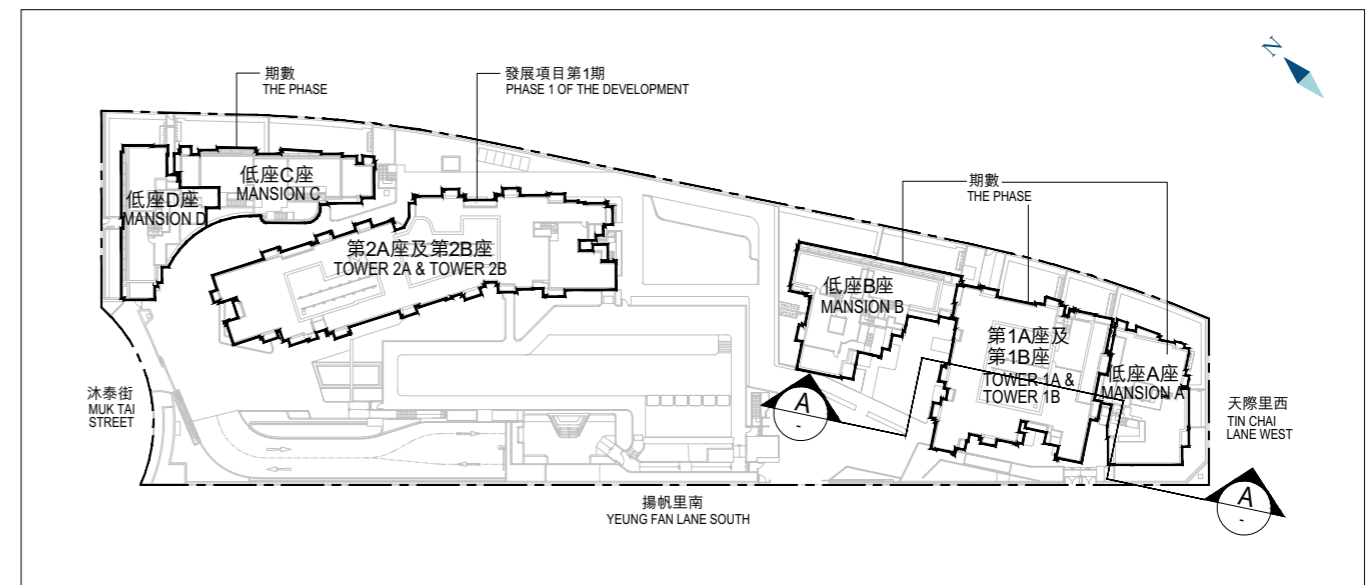 N
期數
THE PHASE
發展項目第1期
PHASE 1 OF THE DEVELOPMENT
低座C座
MANSION C
低座D座
MANSION D
第2A座及第2B座
TOWER 2A & TOWER 2B
期數
THE PHASE
低座B座
MANSION B
第1A座及
第1B座
TOWER 1A &
TOWER 1B
低座A座
MANSION A
沐泰街
MUK TAI
STREET
天際里西
TIN CHAI
LANE WEST
A
-
A
-
揚帆里南
YEUNG FAN LANE SOUTH